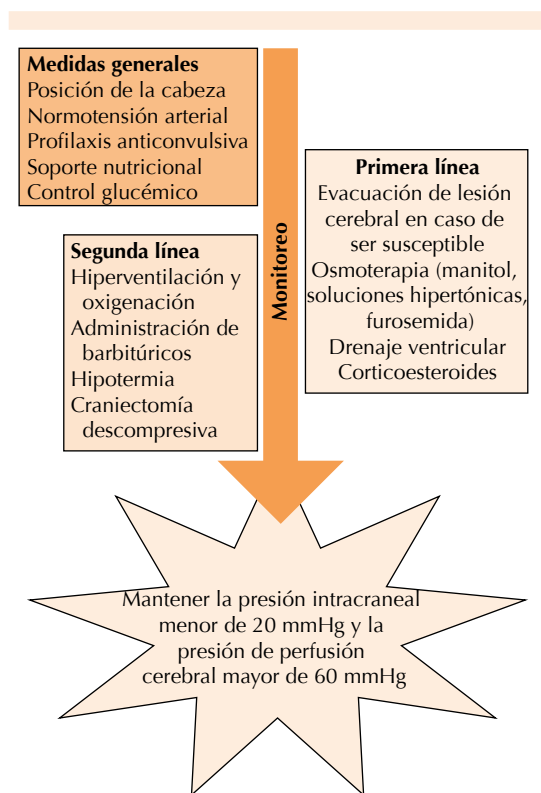 Medidas generales
Posición de la cabeza
Normotensión arterial
Profilaxis anticonvulsiva
Soporte nutricional
Control glucémico
Primera línea
Evacuación de lesión
cerebral en caso de
ser susceptible
Osmoterapia (manitol,
soluciones hipertónicas,
furosemida)
Drenaje ventricular
Corticoesteroides
Segunda línea
Hiperventilación y
oxigenación
Administración de
barbitúricos
Hipotermia
Craniectomía
descompresiva
Monitoreo
Mantener la presión intracraneal
menor de 20 mmHg y la
presión de perfusión
cerebral mayor de 60 mmHg